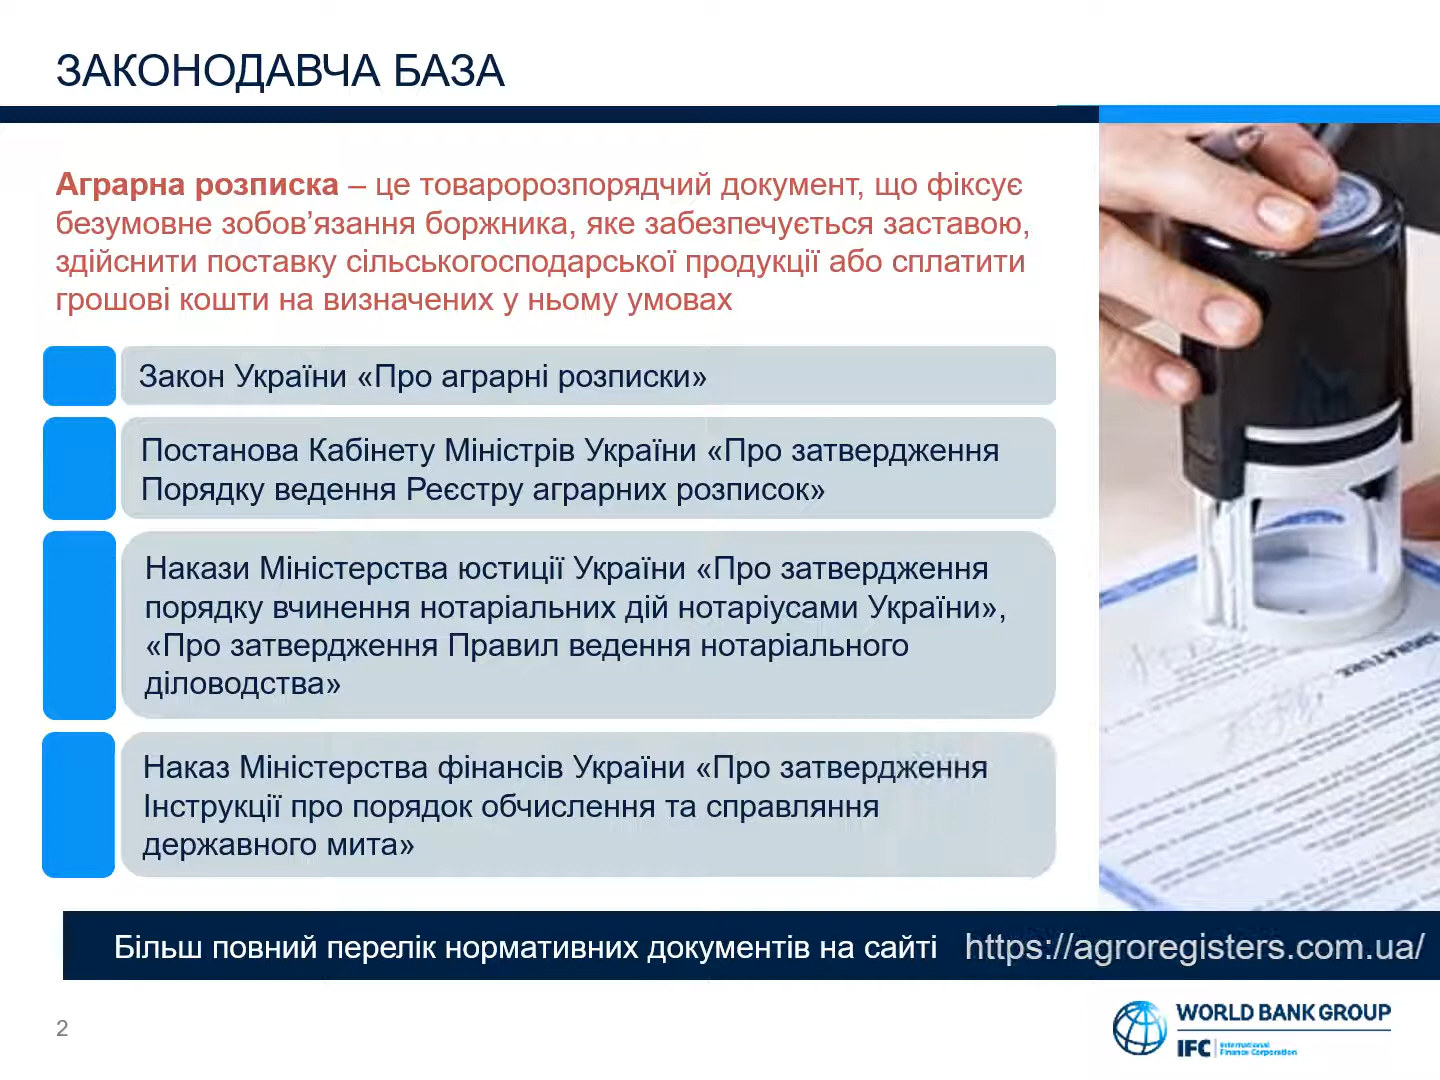 ЗАКОНОДАВЧА БАЗА
Аграрна розписка – це товаророзпорядчий документ, що фіксує
безумовне зобов’язання боржника, яке забезпечується заставою,
здійснити поставку сільськогосподарської продукції або сплатити
грошові кошти на визначених у ньому умовах
Закон України «Про аграрні розписки»
Постанова Кабінету Міністрів України «Про затвердження
Порядку ведення Реєстру аграрних розписок»
Накази Міністерства юстиції України «Про затвердження
порядку вчинення нотаріальних дій нотаріусами України»,
«Про затвердження Правил ведення нотаріального
діловодства»
Наказ Міністерства фінансів України «Про затвердження
Інструкції про порядок обчислення та справляння
державного мита»
SIGNATURE
Більш повний перелік нормативних документів на сайті https://agroregisters.com.ua/
2
WORLD BANK GROUP
IFC International
Finance Corporation